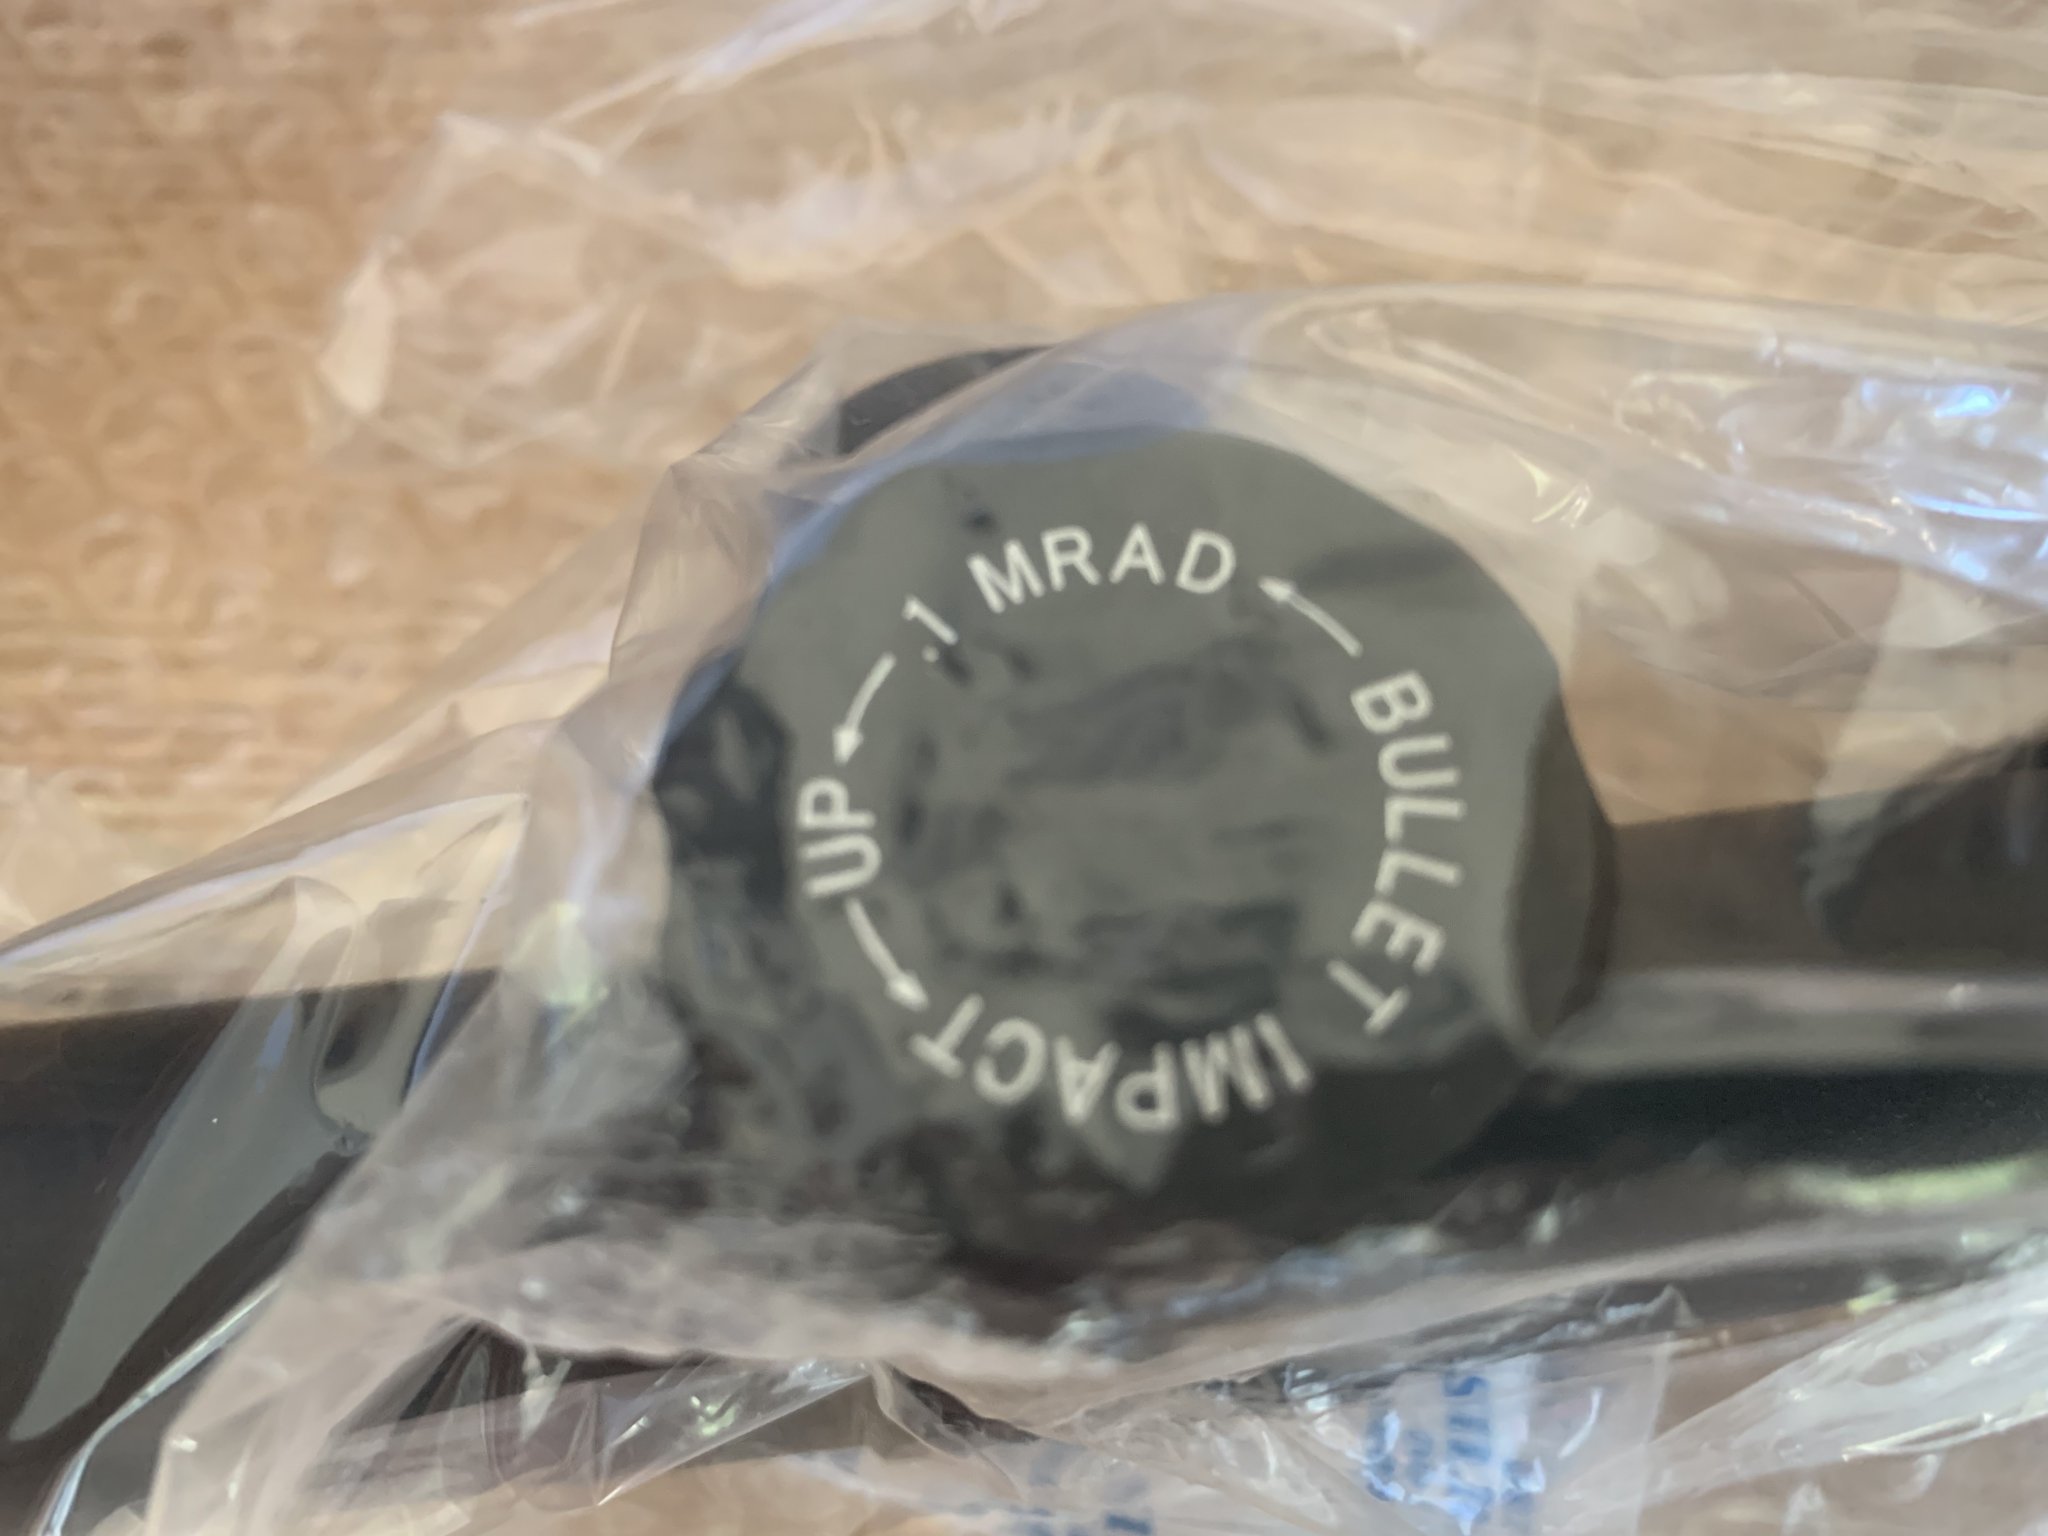 .1 MRAD
BULLET
IMPACT
UP